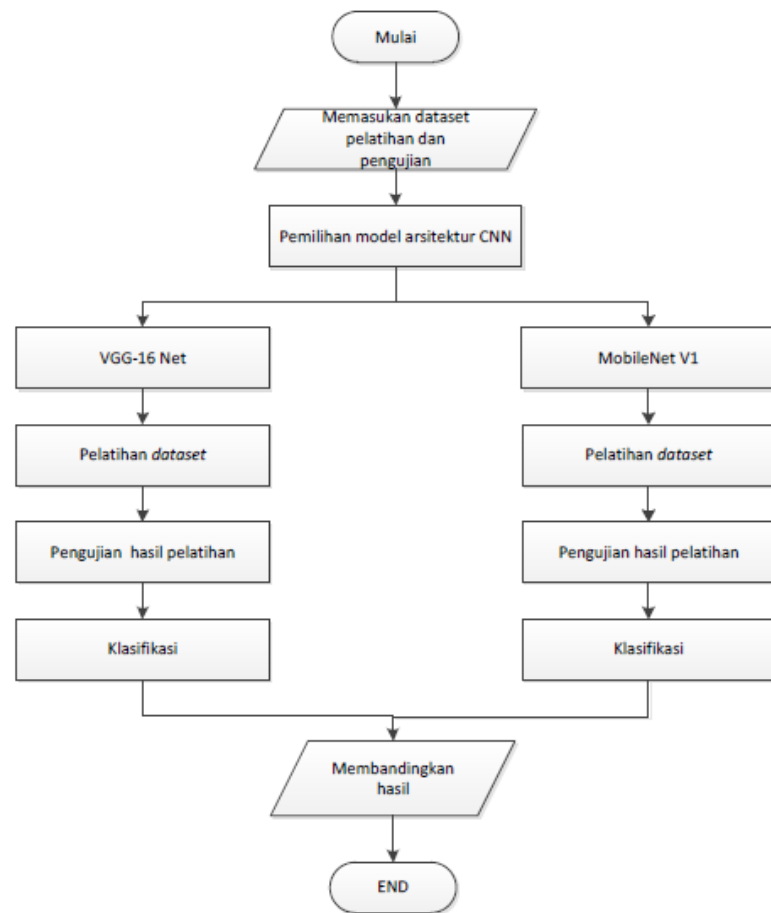 Mulai
Memasukan dataset
pelatihan dan
pengujian
Pemilihan model arsitektur CNN
VGG-16 Net
MobileNet V1
Pelatihan dataset
Pelatihan dataset
Pengujian hasil pelatihan
Pengujian hasil pelatihan
Klasifikasi
Klasifikasi
Membandingkan
hasil
END